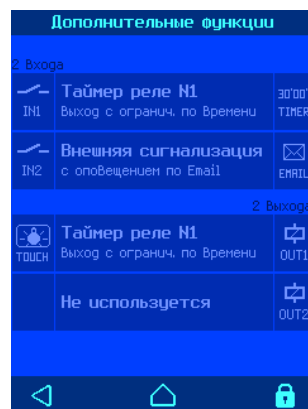 Дополнительные функции
2 Входа
Таймер реле N1
30'00'
IN1
Выход с огранич. по Времени
TIMER
Внешняя сигнализация
IN2
с оповещением по Email
EMAIL
2 Выхода
Таймер реле N1
TOUCH
Выход с огранич. по Времени
OUT1
Не используется
OUT2